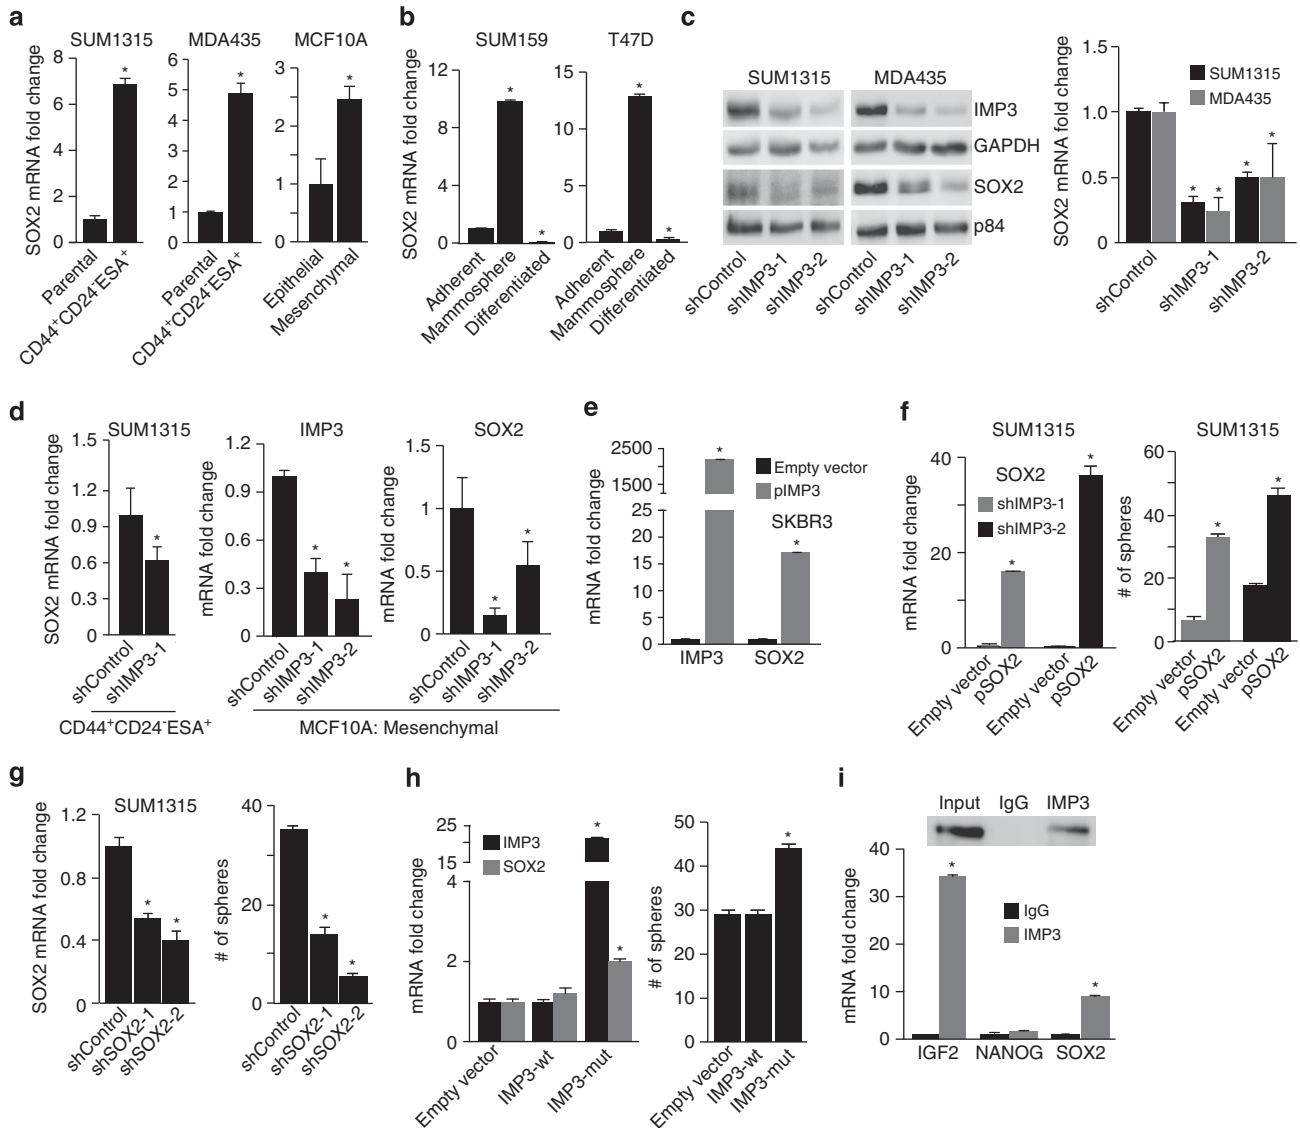 a
SUM1315
MDA435
MCF10A
SOX2 mRNA fold change
8
6
4
2
0
*
Parental
CD44+CD24-ESA+
6
5
4
3
2
1
0
*
Parental
CD44+CD24-ESA+
3
2
1
0
*
Epithelial
Mesenchymal
b
SUM159
T47D
SOX2 mRNA fold change
12
8
4
0
*
*
Adherent
Mammosphere
Differentiated
15
10
5
0
*
*
Adherent
Mammosphere
Differentiated
c
SUM1315
MDA435
IMP3
GAPDH
SOX2
p84
shControl
shIMP3-1
shIMP3-2
shControl
shIMP3-1
shIMP3-2
SOX2 mRNA fold change
1.5
1.0
0.5
0
SUM1315
MDA435
* *
* *
shControl
shIMP3-1
shIMP3-2
d
SUM1315
IMP3
SOX2
SOX2 mRNA fold change
1.5
1.2
0.9
0.6
0.3
0
*
shControl
shIMP3-1
CD44+CD24-ESA+
mRNA fold change
1.2
0.9
0.6
0.3
0
*
*
shControl
shIMP3-1
shIMP3-2
mRNA fold change
1.5
1.0
0.5
0
*
*
shControl
shIMP3-1
shIMP3-2
MCF10A: Mesenchymal
e
mRNA fold change
2500
1500
25
20
15
10
5
0
*
*
Empty vector
pIMP3
SKBR3
IMP3
SOX2
f
SUM1315
SOX2
shIMP3-1
shIMP3-2
mRNA fold change
40
20
0
*
*
Empty vector
pSOX2
Empty vector
pSOX2
SUM1315
# of spheres
60
40
20
0
*
*
Empty vector
pSOX2
Empty vector
pSOX2
g
SUM1315
SOX2 mRNA fold change
1.2
0.8
0.4
0
*
*
shControl
shSOX2-1
shSOX2-2
# of spheres
40
20
0
*
*
shControl
shSOX2-1
shSOX2-2
h
mRNA fold change
25
15
4
2
0
IMP3
SOX2
*
*
Empty vector
IMP3-wt
IMP3-mut
# of spheres
50
40
30
20
10
0
*
Empty vector
IMP3-wt
IMP3-mut
i
Input
IgG
IMP3
mRNA fold change
40
30
20
10
0
*
*
IgG
IMP3
IGF2
NANOG
SOX2